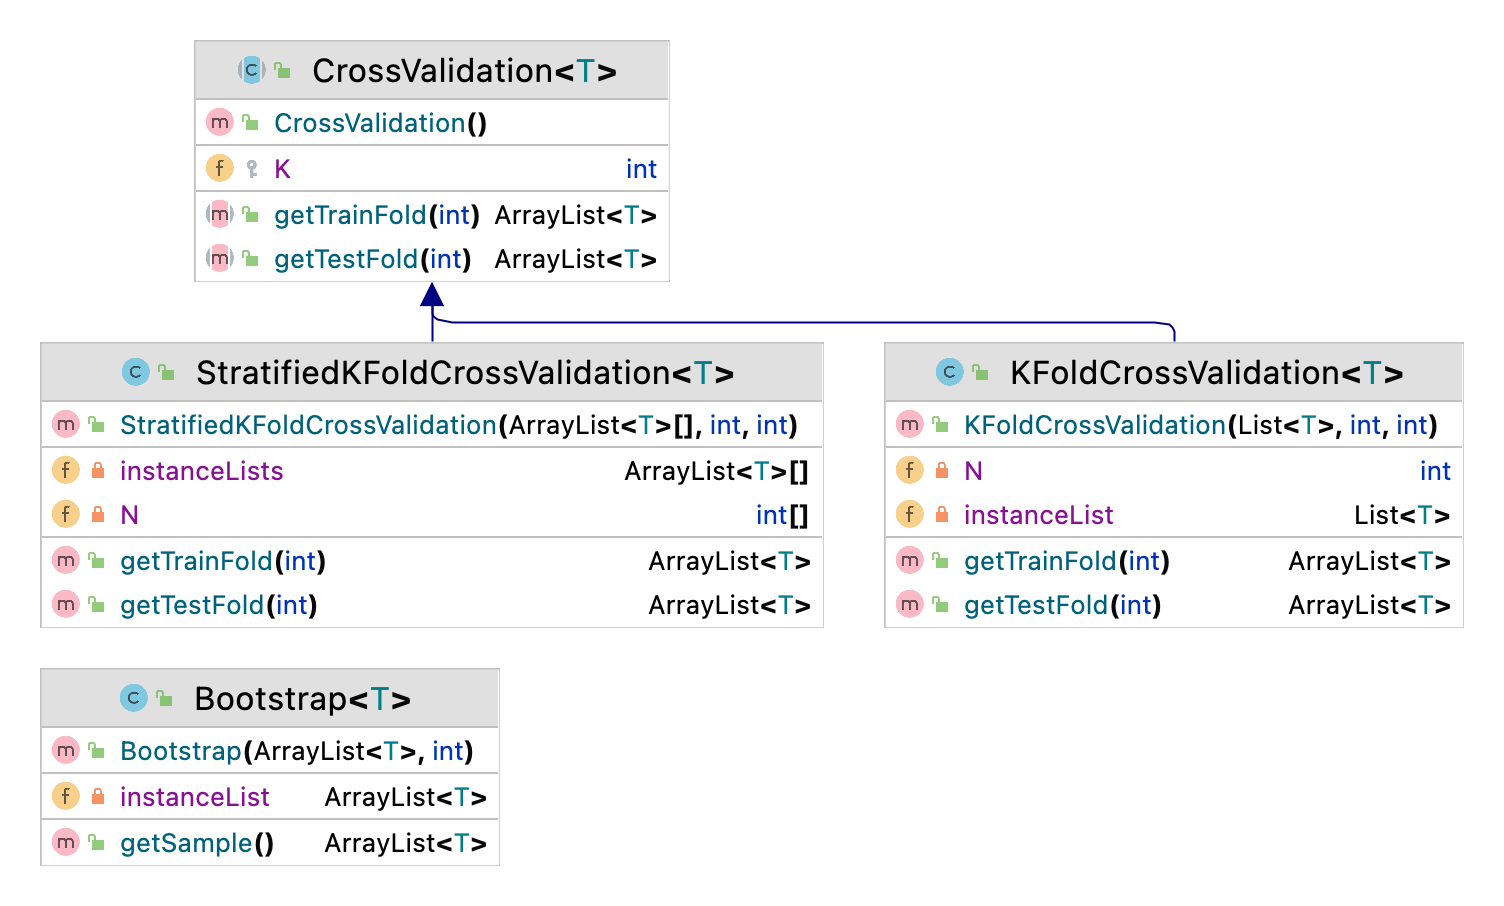 CrossValidation<T>
CrossValidation()
K int
getTrainFold(int) ArrayList<T>
getTestFold(int) ArrayList<T>
StratifiedKFoldCrossValidation<T>
StratifiedKFoldCrossValidation(ArrayList<T>[], int, int)
instanceLists ArrayList<T>[]
N int[]
getTrainFold(int) ArrayList<T>
getTestFold(int) ArrayList<T>
KFoldCrossValidation<T>
KFoldCrossValidation(List<T>, int, int)
N int
instanceList List<T>
getTrainFold(int) ArrayList<T>
getTestFold(int) ArrayList<T>
Bootstrap<T>
Bootstrap(ArrayList<T>, int)
instanceList ArrayList<T>
getSample() ArrayList<T>